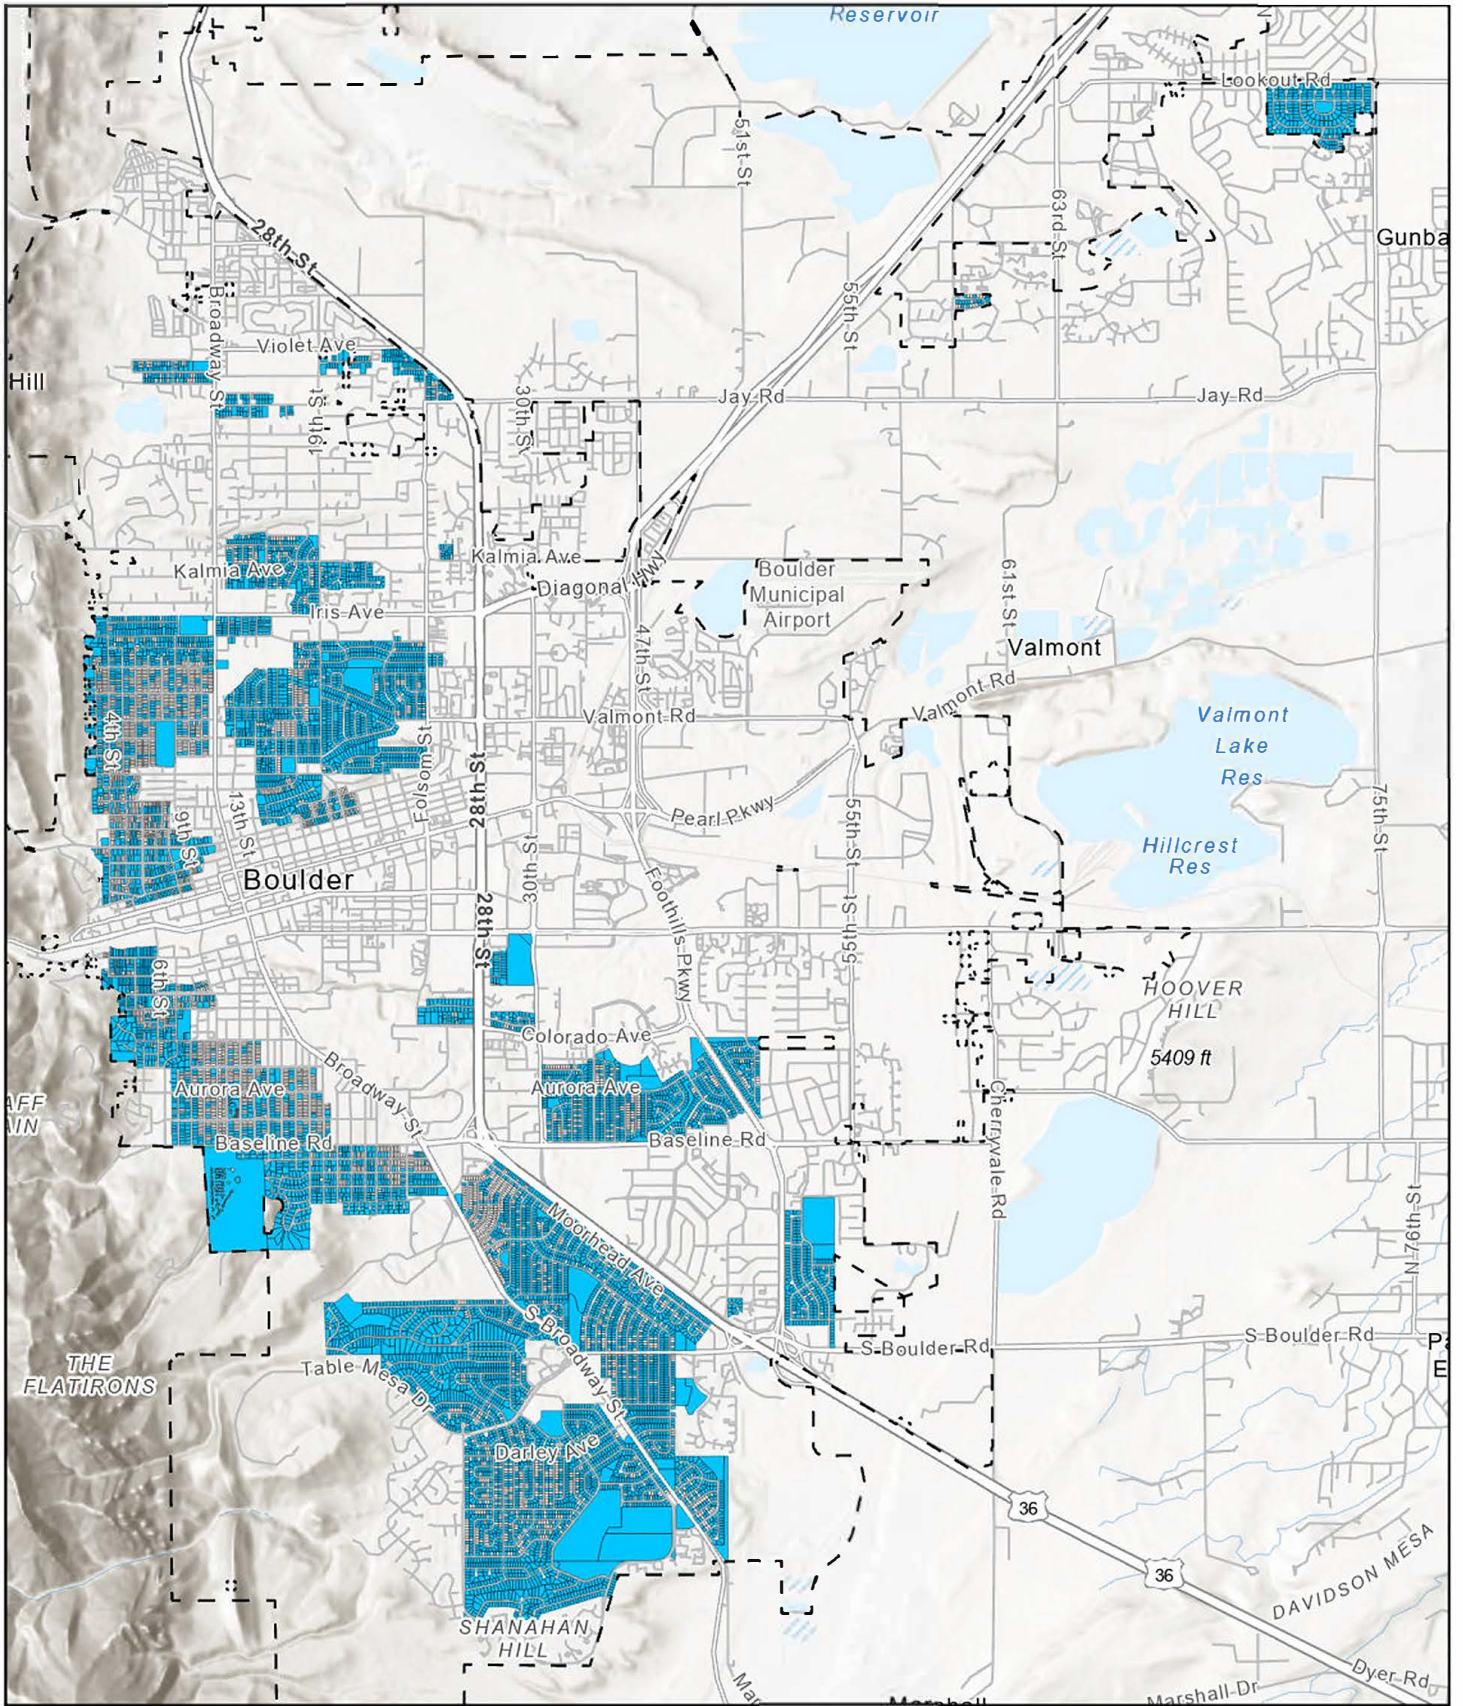 Reservoir
Lookout Rd
51st St
63rd St
28th St
Gunba
55th St
Broadway St
Violet Ave
Hill
19th St
30th St
Jay Rd
Jay Rd
Kalmia Ave
Kalmia Ave
Diagonal Hwy
Boulder
Municipal
Airport
Iris Ave
61st St
47th St
Valmont
Valmont Rd
Valmont Rd
Valmont
Lake
Res
4th St
Folsom St
28th St
Pearl Pkwy
9th St
13th St
55th St
75th St
Hillcrest
Res
Boulder
30th St
Foothills Pkwy
28th St
55th St
6th St
HOOVER
HILL
5409 ft
Colorado Ave
Broadway St
Aurora Ave
Aurora Ave
AFF
AIN
Cherryvale Rd
Baseline Rd
Baseline Rd
Moorhead Ave
N 76th St
S Broadway St
S Boulder Rd
S Boulder Rd
THE
FLATIRONS
Table Mesa Dr
Darley Ave
36
36
DAVIDSON MESA
SHANAHAN
HILL
Dyer Rd
Marshall Dr
Mar
Marshall